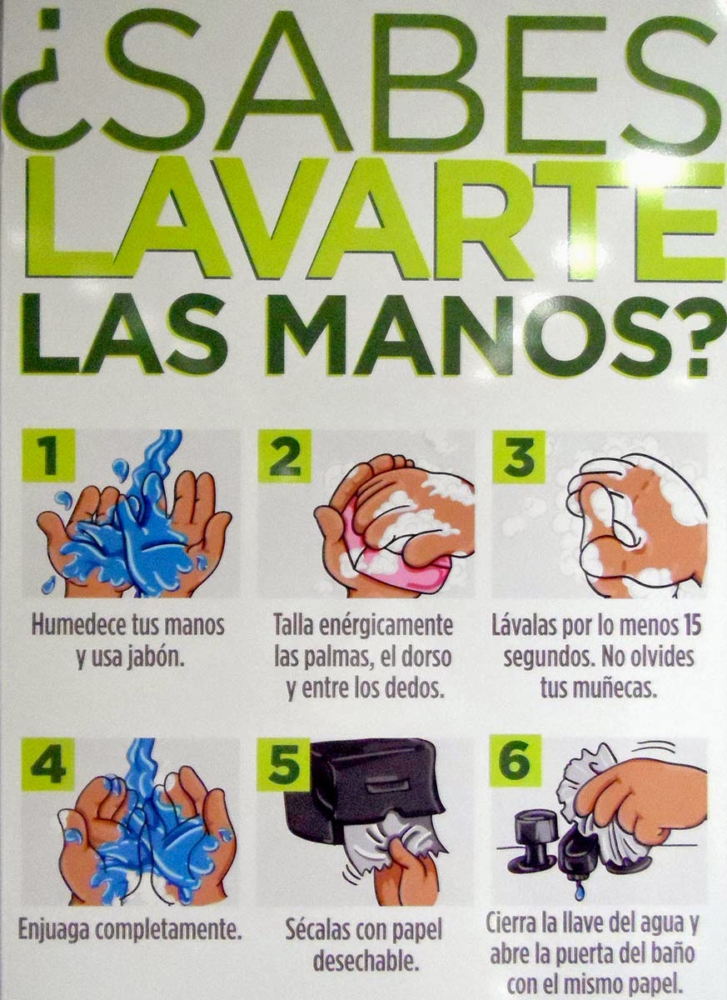 ¿SABES
LAVARTE
LAS MANOS?
1
Humedece tus manos
y usa jabón.
2
Talla enérgicamente
las palmas, el dorso
y entre los dedos.
3
Lávalas por lo menos 15
segundos. No olvides
tus muñecas.
4
Enjuaga completamente.
5
Sécalas con papel
desechable.
6
Cierra la llave del agua y
abre la puerta del baño
con el mismo papel.